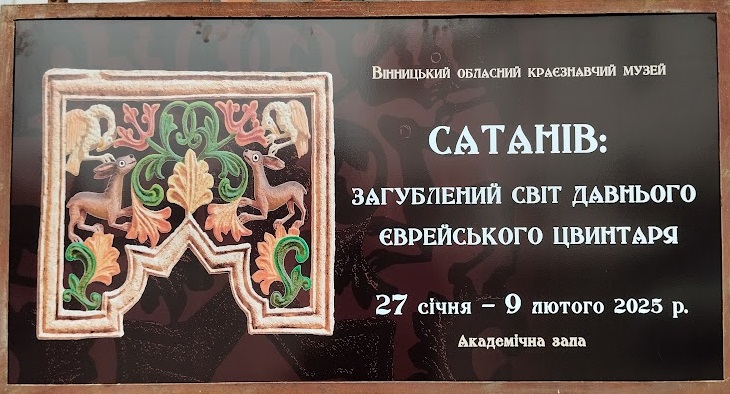 Вінницький обласний краєзнавчий музей
САТАНІВ:
ЗАГУБЛЕНИЙ СВІТ ДАВНЬОГО
ЄВРЕЙСЬКОГО ЦВИНТАРЯ
27 січня – 9 лютого 2025 р.
Академічна зала